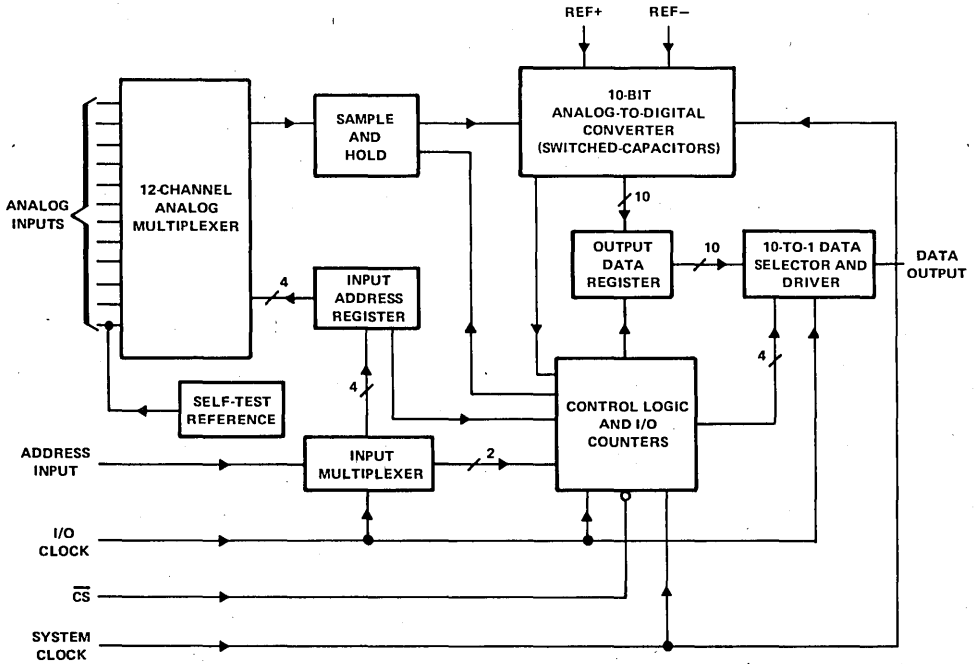 REF+
REF−
10-BIT
ANALOG-TO-DIGITAL
CONVERTER
(SWITCHED-CAPACITORS)
SAMPLE
AND
HOLD
12-CHANNEL
ANALOG
MULTIPLEXER
ANALOG
INPUTS
10
OUTPUT
DATA
REGISTER
10
10-TO-1 DATA
SELECTOR AND
DRIVER
DATA
OUTPUT
4
INPUT
ADDRESS
REGISTER
4
4
SELF-TEST
REFERENCE
CONTROL LOGIC
AND I/O
COUNTERS
ADDRESS
INPUT
INPUT
MULTIPLEXER
2
I/O
CLOCK
C̅S̅
SYSTEM
CLOCK